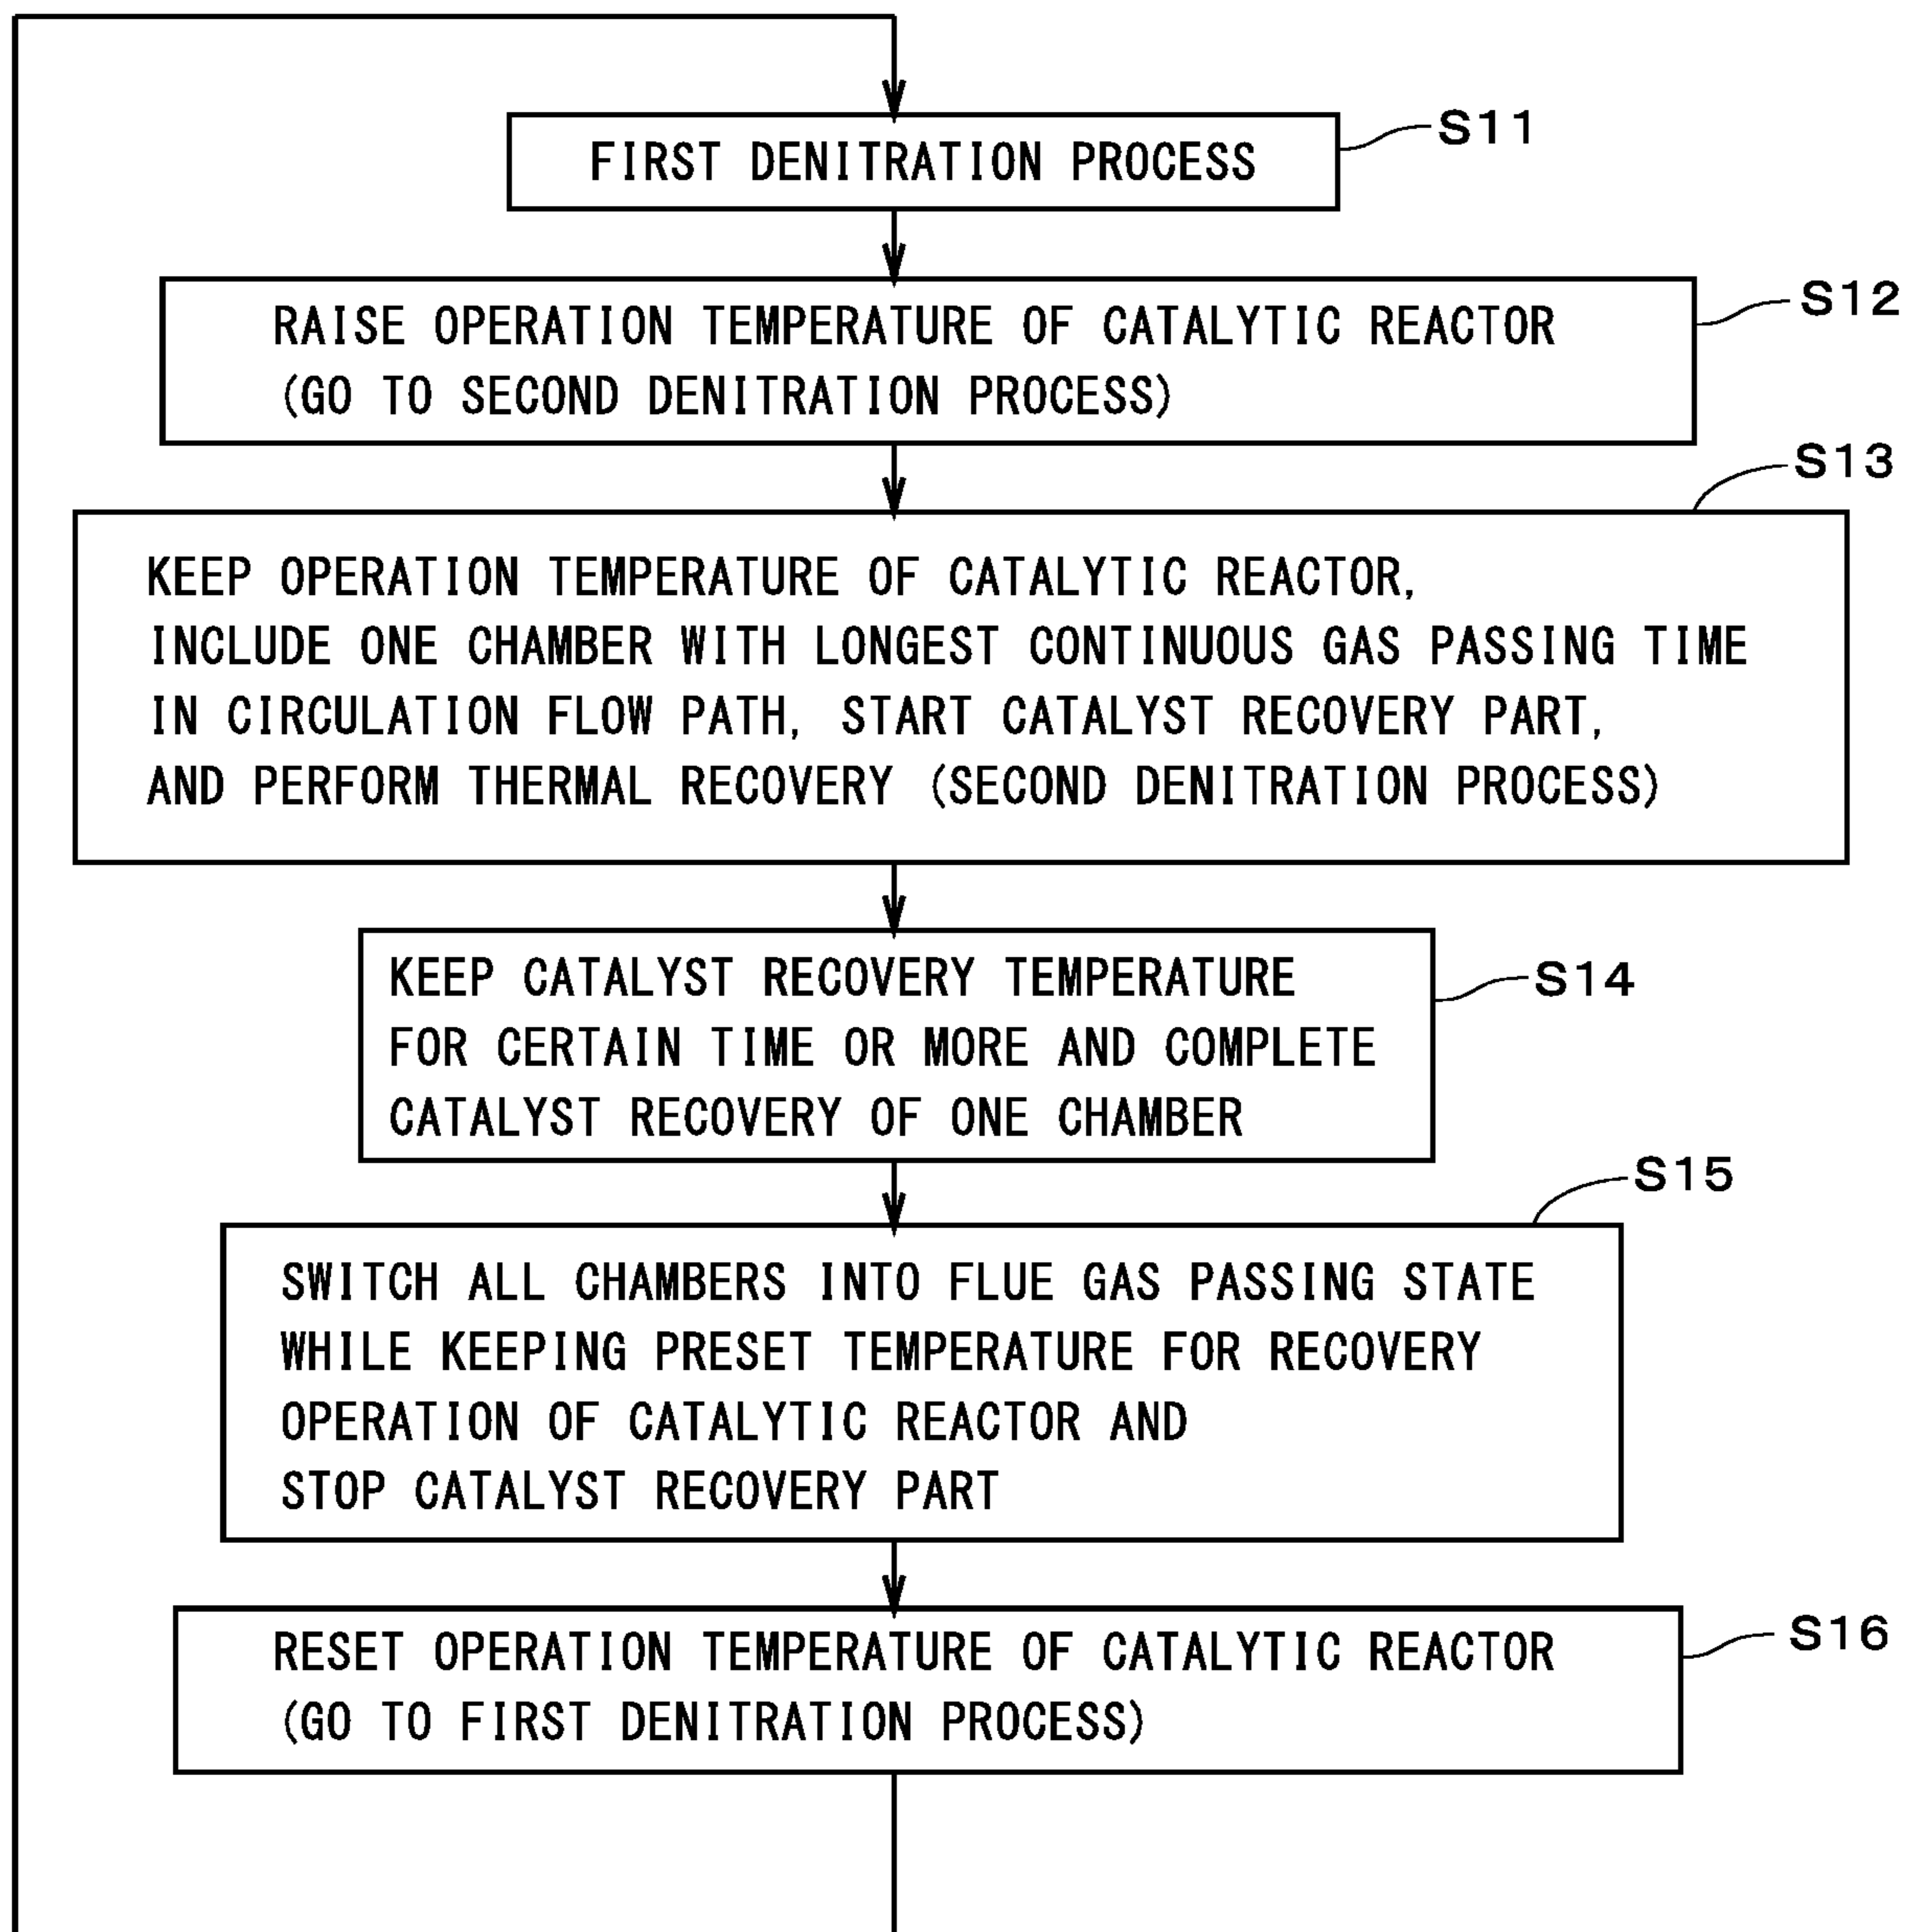 FIRST DENITRATION PROCESS
S11
RAISE OPERATION TEMPERATURE OF CATALYTIC REACTOR
(GO TO SECOND DENITRATION PROCESS)
S12
S13
KEEP OPERATION TEMPERATURE OF CATALYTIC REACTOR,
INCLUDE ONE CHAMBER WITH LONGEST CONTINUOUS GAS PASSING TIME
IN CIRCULATION FLOW PATH, START CATALYST RECOVERY PART,
AND PERFORM THERMAL RECOVERY (SECOND DENITRATION PROCESS)
KEEP CATALYST RECOVERY TEMPERATURE
FOR CERTAIN TIME OR MORE AND COMPLETE
CATALYST RECOVERY OF ONE CHAMBER
S14
S15
SWITCH ALL CHAMBERS INTO FLUE GAS PASSING STATE
WHILE KEEPING PRESET TEMPERATURE FOR RECOVERY
OPERATION OF CATALYTIC REACTOR AND
STOP CATALYST RECOVERY PART
RESET OPERATION TEMPERATURE OF CATALYTIC REACTOR
(GO TO FIRST DENITRATION PROCESS)
S16